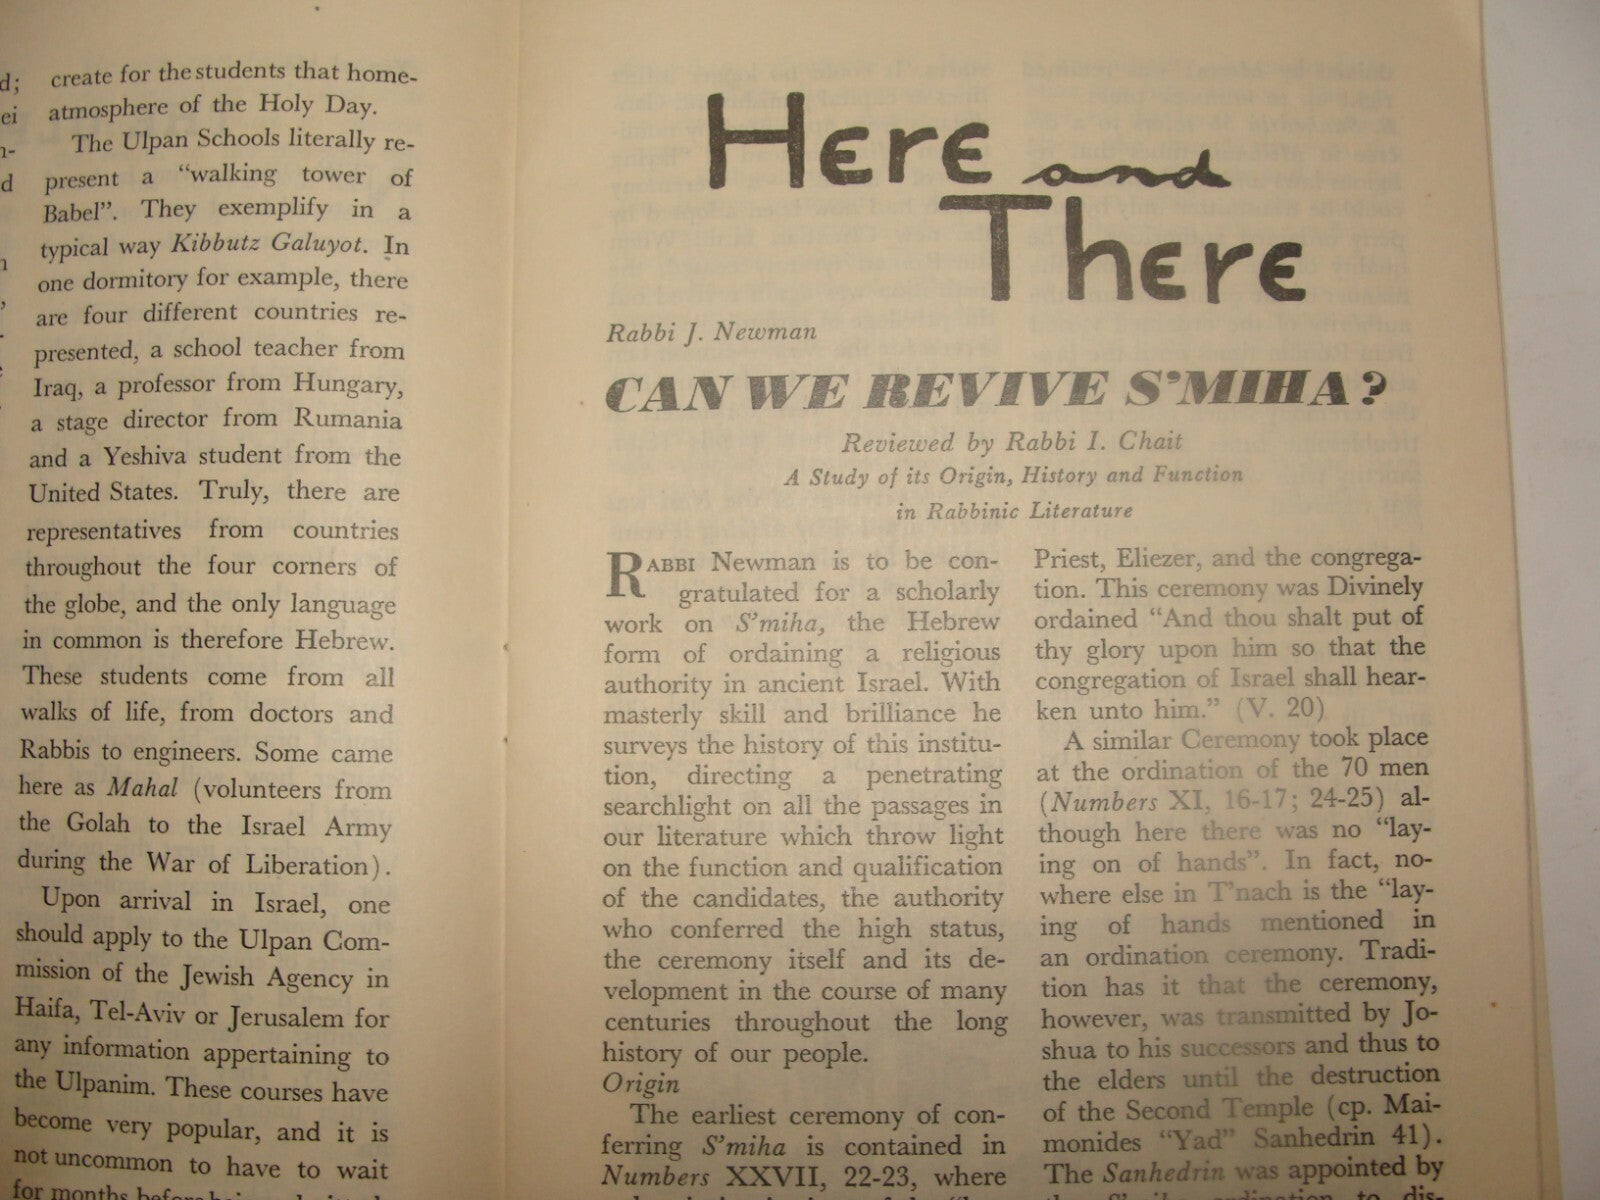 d;
ei
n-
d
create for the students that home-
atmosphere of the Holy Day.
The Ulpan Schools literally re-
present a “walking tower of
Babel”. They exemplify in a
typical way Kibbutz Galuyot. In
one dormitory for example, there
are four different countries re-
presented, a school teacher from
Iraq, a professor from Hungary,
a stage director from Rumania
and a Yeshiva student from the
United States. Truly, there are
representatives from countries
throughout the four corners of
the globe, and the only language
in common is therefore Hebrew.
These students come from all
walks of life, from doctors and
Rabbis to engineers. Some came
here as Mahal (volunteers from
the Golah to the Israel Army
during the War of Liberation).
Upon arrival in Israel, one
should apply to the Ulpan Com-
mission of the Jewish Agency in
Haifa, Tel-Aviv or Jerusalem for
any information appertaining to
the Ulpanim. These courses have
become very popular, and it is
not uncommon to have to wait
for months before being
Here and
There
Rabbi J. Newman
CAN WE REVIVE S’MIHA?
Reviewed by Rabbi I. Chait
A Study of its Origin, History and Function
in Rabbinic Literature
RABBI Newman is to be con-
gratulated for a scholarly
work on S’miha, the Hebrew
form of ordaining a religious
authority in ancient Israel. With
masterly skill and brilliance he
surveys the history of this institu-
tion, directing a penetrating
searchlight on all the passages in
our literature which throw light
on the function and qualification
of the candidates, the authority
who conferred the high status,
the ceremony itself and its de-
velopment in the course of many
centuries throughout the long
history of our people.
Origin
The earliest ceremony of con-
ferring S’miha is contained in
Numbers XXVII, 22-23, where
Priest, Eliezer, and the congrega-
tion. This ceremony was Divinely
ordained “And thou shalt put of
thy glory upon him so that the
congregation of Israel shall hear-
ken unto him.” (V. 20)
A similar Ceremony took place
at the ordination of the 70 men
(Numbers XI, 16-17; 24-25) al-
though here there was no “lay-
ing on of hands”. In fact, no-
where else in T’nach is the “lay-
ing of hands mentioned in
an ordination ceremony. Tradi-
tion has it that the ceremony,
however, was transmitted by Jo-
shua to his successors and thus to
the elders until the destruction
of the Second Temple (cp. Mai-
monides “Yad” Sanhedrin 41).
The Sanhedrin was appointed by
the S’miha ordination to dis-